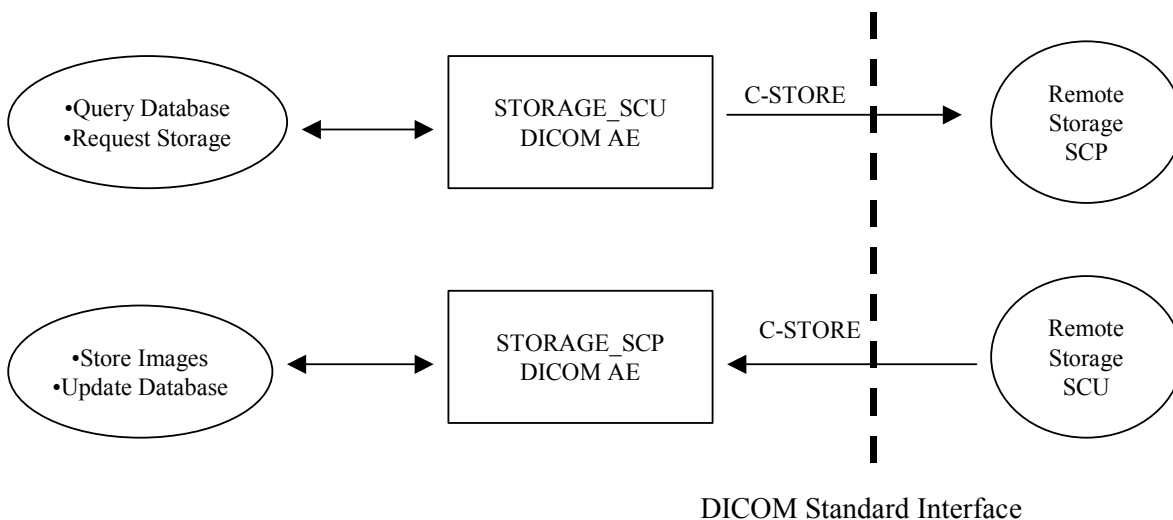 •Query Database
•Request Storage
STORAGE_SCU
DICOM AE
C-STORE
Remote
Storage
SCP
•Store Images
•Update Database
STORAGE_SCP
DICOM AE
C-STORE
Remote
Storage
SCU
DICOM Standard Interface